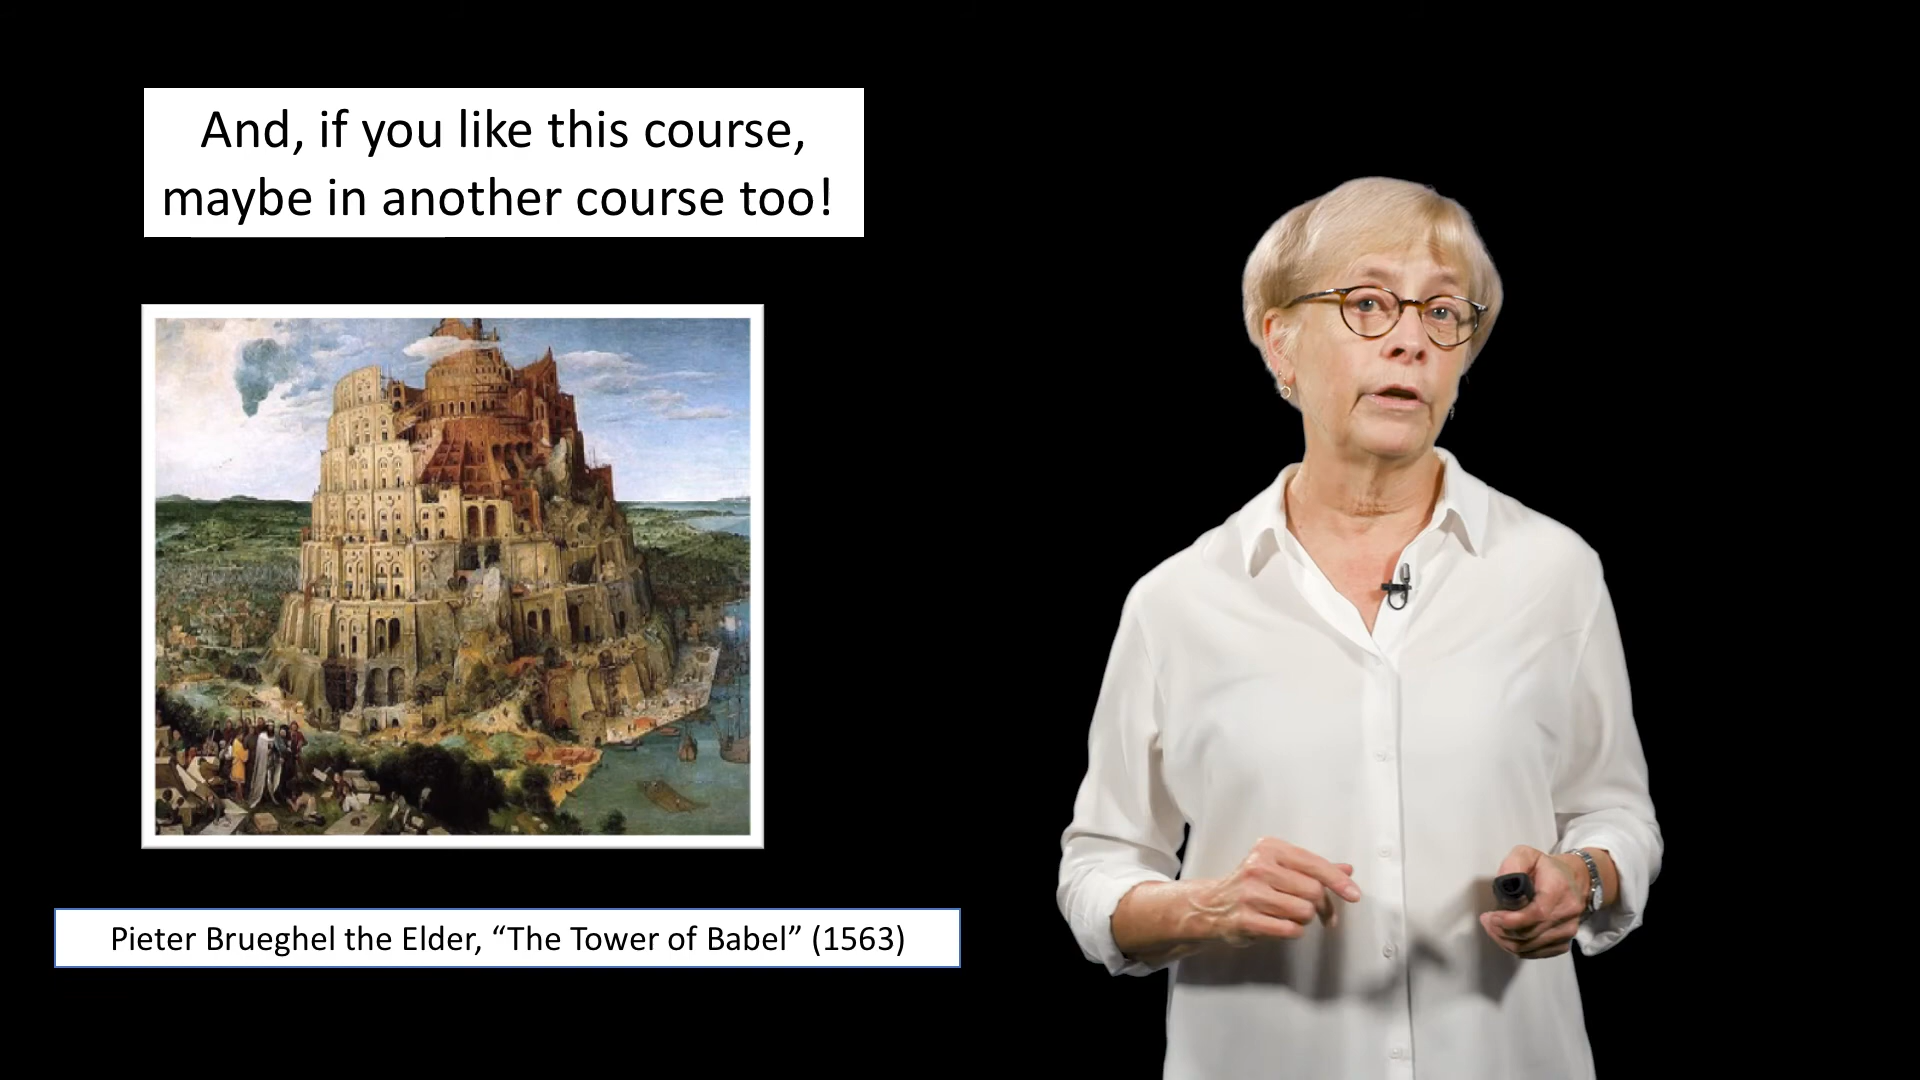 And, if you like this course,
maybe in another course too!
Pieter Brueghel the Elder, “The Tower of Babel” (1563)